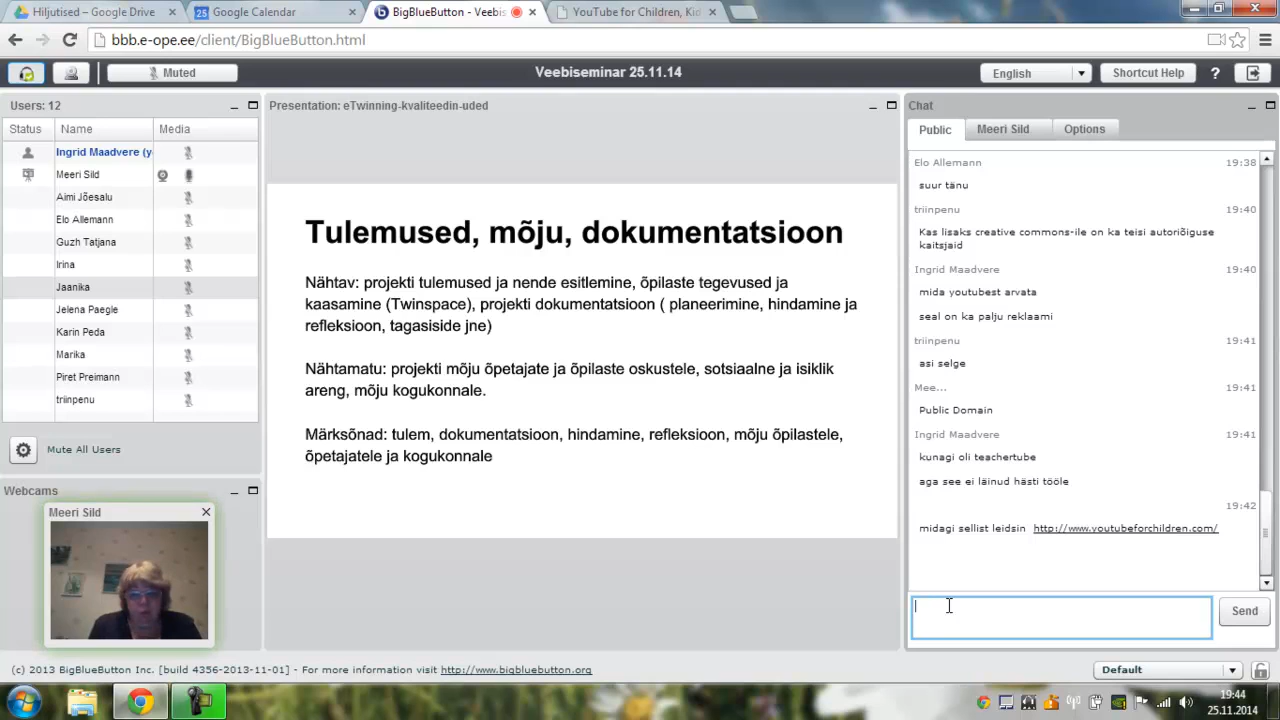 Hiljutised – Google Drive
25 Google Calendar
BigBlueButton - Veebis
YouTube for Children, Kid
bbb.e-ope.ee/client/BigBlueButton.html
Muted
Veebiseminar 25.11.14
English
Shortcut Help
?
Users: 12
Status Name Media
Ingrid Maadvere (y
Meeri Sild
Aimi Jõesalu
Elo Allemann
Guzh Tatjana
Irina
Jaanika
Jelena Paegle
Karin Peda
Marika
Piret Preimann
triinpenu
Mute All Users
Webcams
Meeri Sild
Presentation: eTwinning-kvaliteedin-uded
Tulemused, mõju, dokumentatsioon
Nähtav: projekti tulemused ja nende esitlemine, õpilaste tegevused ja
kaasamine (Twinspace), projekti dokumentatsioon ( planeerimine, hindamine ja
refleksioon, tagasiside jne)
Nähtamatu: projekti mõju õpetajate ja õpilaste oskustele, sotsiaalne ja isiklik
areng, mõju kogukonnale.
Märksõnad: tulem, dokumentatsioon, hindamine, refleksioon, mõju õpilastele,
õpetajatele ja kogukonnale
Chat
Public Meeri Sild Options
Elo Allemann 19:38
suur tänu
triinpenu 19:40
Kas lisaks creative commons-ile on ka teisi autoriõiguse
kaitsjaid
Ingrid Maadvere 19:40
mida youtubest arvata
seal on ka palju reklaami
triinpenu 19:41
asi selge
Mee... 19:41
Public Domain
Ingrid Maadvere 19:41
kunagi oli teachertube
aga see ei läinud hästi tööle
19:42
midagi sellist leidsin http://www.youtubeforchildren.com/
Send
(c) 2013 BigBlueButton Inc. [build 4356-2013-11-01] - For more information visit http://www.bigbluebutton.org
Default
19:44
25.11.2014